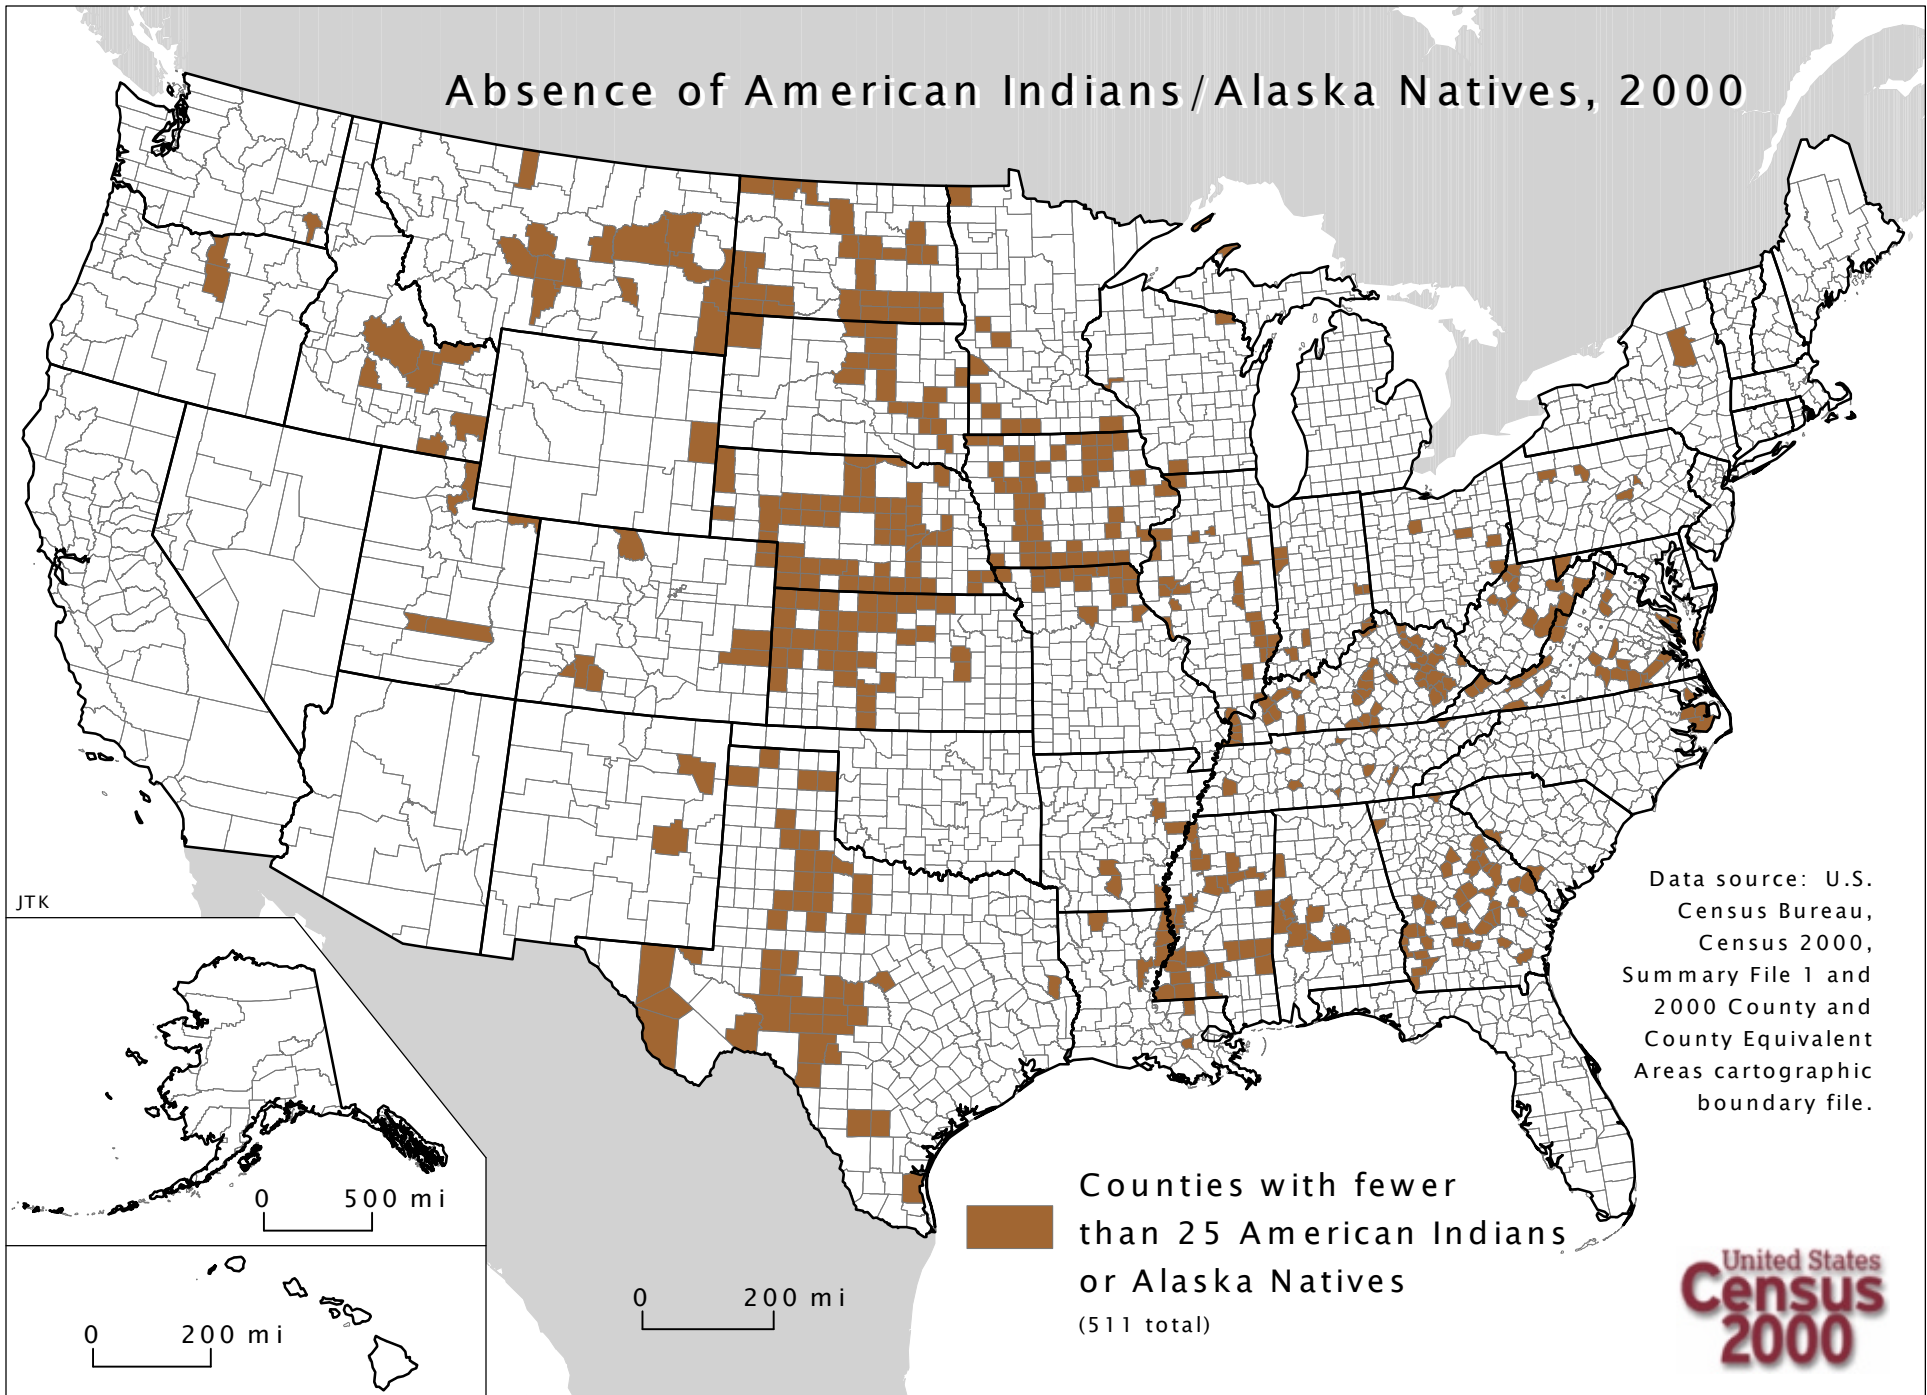 Absence of American Indians/Alaska Natives, 2000
JTK
Data source: U.S.
Census Bureau,
Census 2000,
Summary File 1 and
2000 County and
County Equivalent
Areas cartographic
boundary file.
0 500 mi
0 200 mi
0 200 mi
Counties with fewer
than 25 American Indians
or Alaska Natives
(511 total)
United States
Census
2000